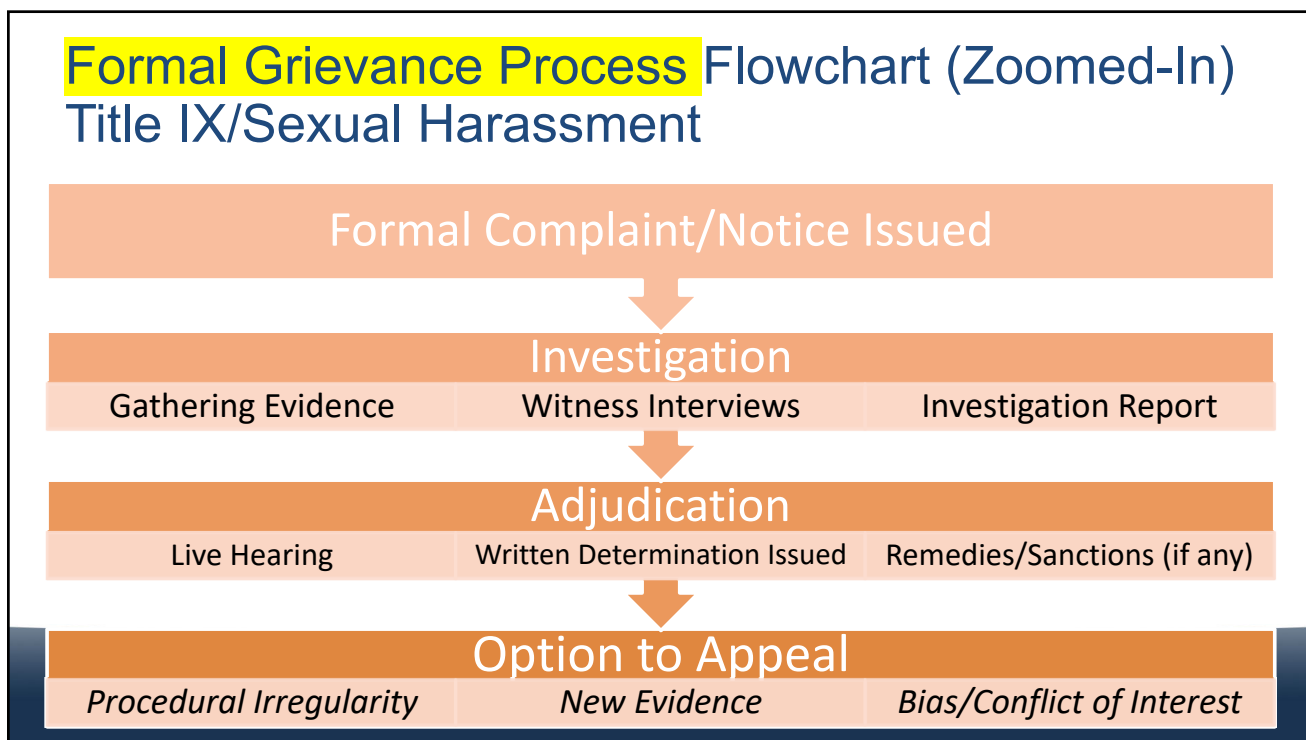 Formal Grievance Process Flowchart (Zoomed-In)
Title IX/Sexual Harassment
Formal Complaint/Notice Issued
Investigation
Gathering Evidence Witness Interviews Investigation Report
Adjudication
Live Hearing Written Determination Issued Remedies/Sanctions (if any)
Option to Appeal
Procedural Irregularity New Evidence Bias/Conflict of Interest